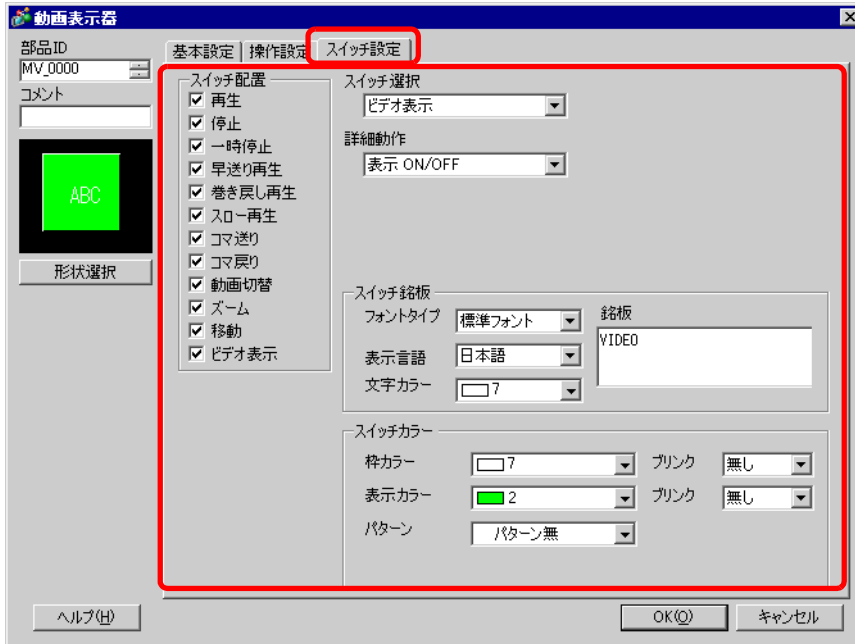 動画表示器
部品ID
MV_0000
コメント
ABC
形状選択
基本設定
操作設定
スイッチ設定
スイッチ配置
再生
停止
一時停止
早送り再生
巻き戻し再生
スロー再生
コマ送り
コマ戻り
動画切替
ズーム
移動
ビデオ表示
スイッチ選択
ビデオ表示
詳細動作
表示 ON/OFF
スイッチ銘板
フォントタイプ 標準フォント
表示言語 日本語
文字カラー 7
銘板
VIDEO
スイッチカラー
枠カラー 7 ブリンク 無し
表示カラー 2 ブリンク 無し
パターン パターン無
ヘルプ(H)
OK(O)
キャンセル